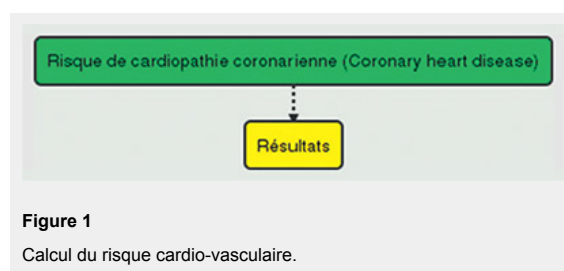 Risque de cardiopathie coronarienne (Coronary heart disease)
Résultats
Figure 1
Calcul du risque cardio-vasculaire.